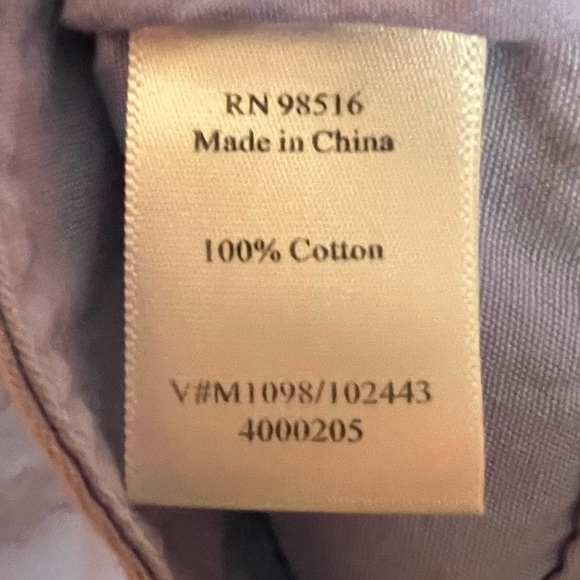 RN 98516
Made in China
100% Cotton
V#M1098/102443
4000205